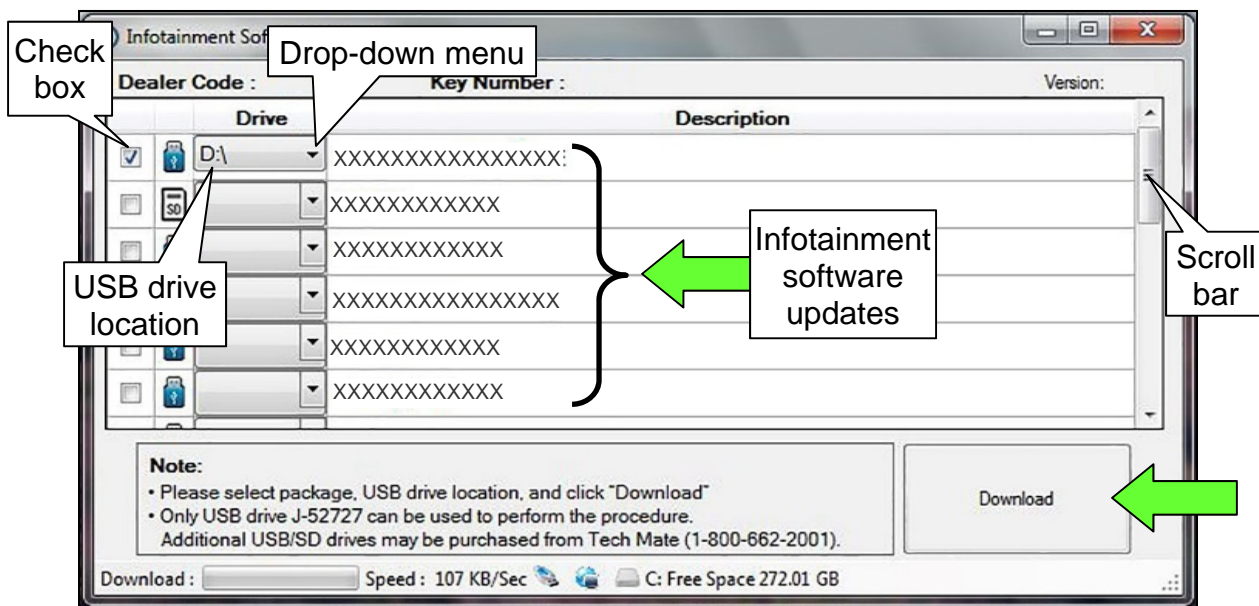 Check
box
Infotainment Sof
Drop-down menu
Dealer Code :
Key Number :
Version:
Drive
Description
D:\
XXXXXXXXXXXXXXXX:
SD
XXXXXXXXXXXX
XXXXXXXXXXXX
XXXXXXXXXXXXXXXX
XXXXXXXXXXXX
XXXXXXXXXXXX
USB drive
location
Infotainment
software
updates
Scroll
bar
Note:
• Please select package, USB drive location, and click "Download"
• Only USB drive J-52727 can be used to perform the procedure.
Additional USB/SD drives may be purchased from Tech Mate (1-800-662-2001).
Download
Download : Speed : 107 KB/Sec C: Free Space 272.01 GB